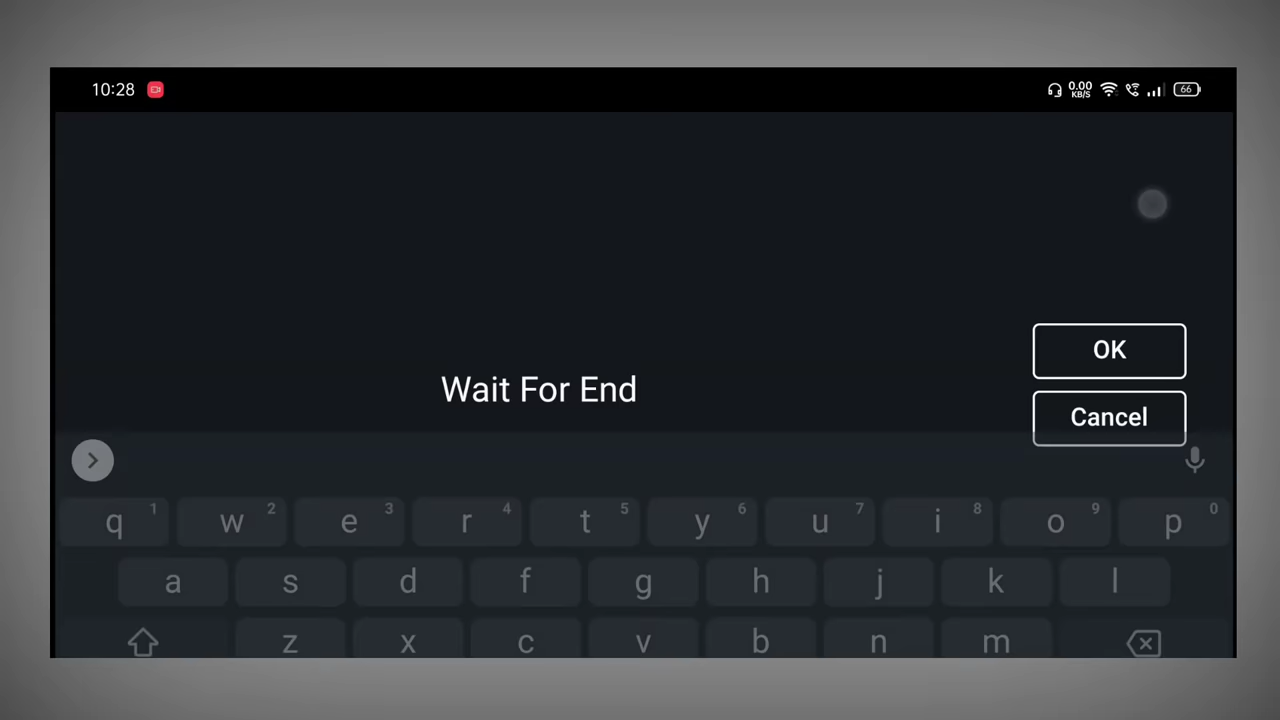 10:28 0.00 KB/S 66
OK
Wait For End
Cancel
q 1 w 2 e 3 r 4 t 5 y 6 u 7 i 8 o 9 p 0
a s d f g h j k l
z x c v b n m